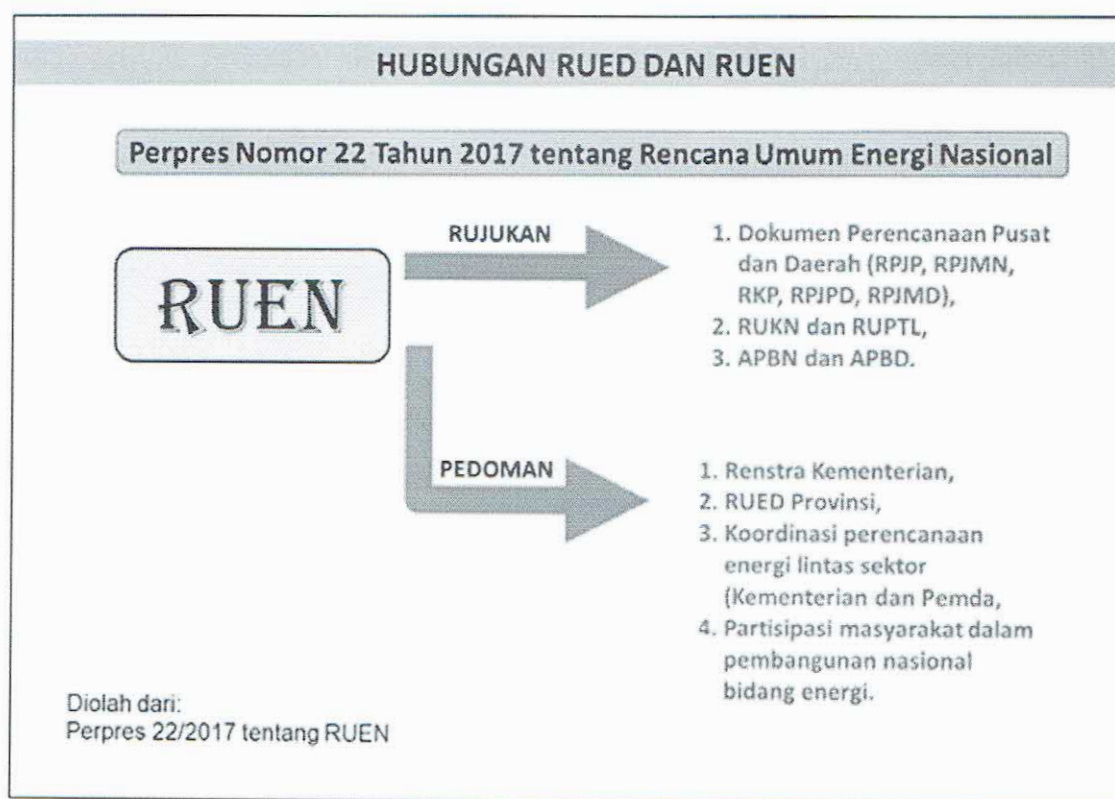 HUBUNGAN RUED DAN RUEN
Perpres Nomor 22 Tahun 2017 tentang Rencana Umum Energi Nasional
RUEN
RUJUKAN
1. Dokumen Perencanaan Pusat
dan Daerah (RPJP, RPJMN,
RKP, RPJPD, RPJMD),
2. RUKN dan RUPTL,
3. APBN dan APBD.
PEDOMAN
1. Renstra Kementerian,
2. RUED Provinsi,
3. Koordinasi perencanaan
energi lintas sektor
(Kementerian dan Pemda,
4. Partisipasi masyarakat dalam
pembangunan nasional
bidang energi.
Diolah dari:
Perpres 22/2017 tentang RUEN